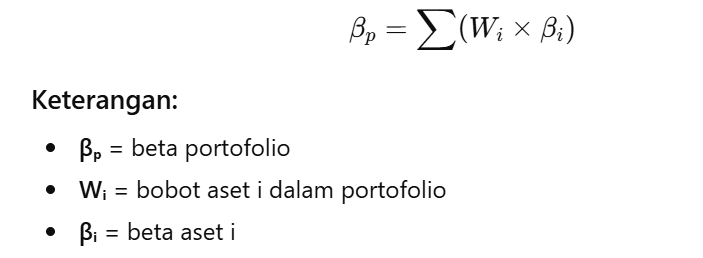 βₚ = ∑(Wᵢ × βᵢ)
Keterangan:
• βₚ = beta portofolio
• Wᵢ = bobot aset i dalam portofolio
• βᵢ = beta aset i